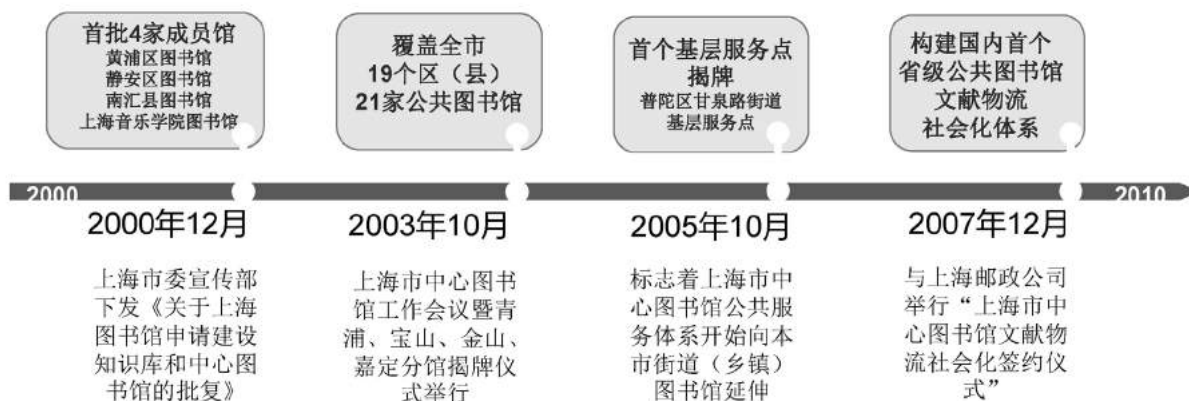 首批4家成员馆
黄浦区图书馆
静安区图书馆
南汇县图书馆
上海音乐学院图书馆
覆盖全市
19个区（县）
21家公共图书馆
首个基层服务点
揭牌
普陀区甘泉路街道
基层服务点
构建国内首个
省级公共图书馆
文献物流
社会化体系
2000
2010
2000年12月
2003年10月
2005年10月
2007年12月
上海市委宣传部
下发《关于上海
图书馆申请建设
知识库和中心图
书馆的批复》
上海市中心图书
馆工作会议暨青
浦、宝山、金山、
嘉定分馆揭牌仪
式举行
标志着上海市中
心图书馆公共服
务体系开始向本
市街道（乡镇）
图书馆延伸
与上海邮政公司
举行“上海市中
心图书馆文献物
流社会化签约仪
式”